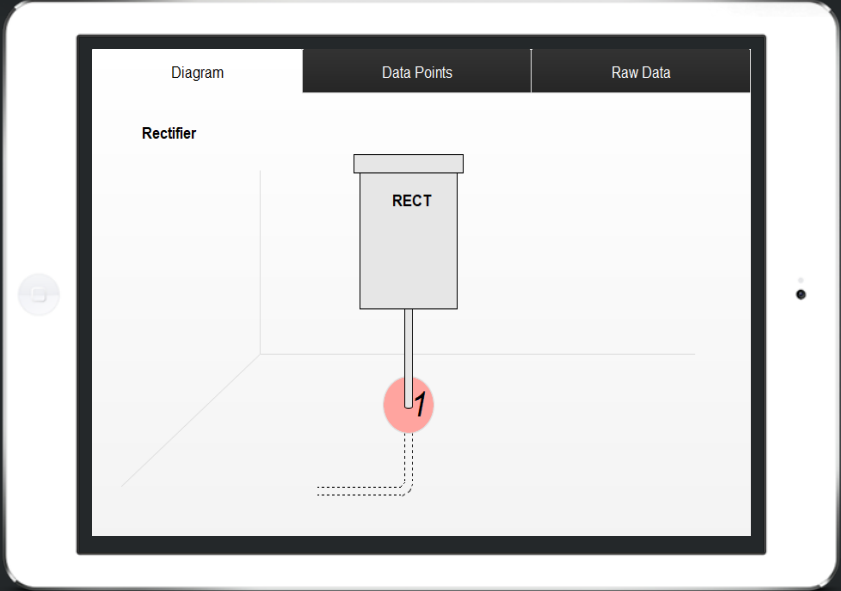 Diagram
Data Points
Raw Data
Rectifier
RECT
1